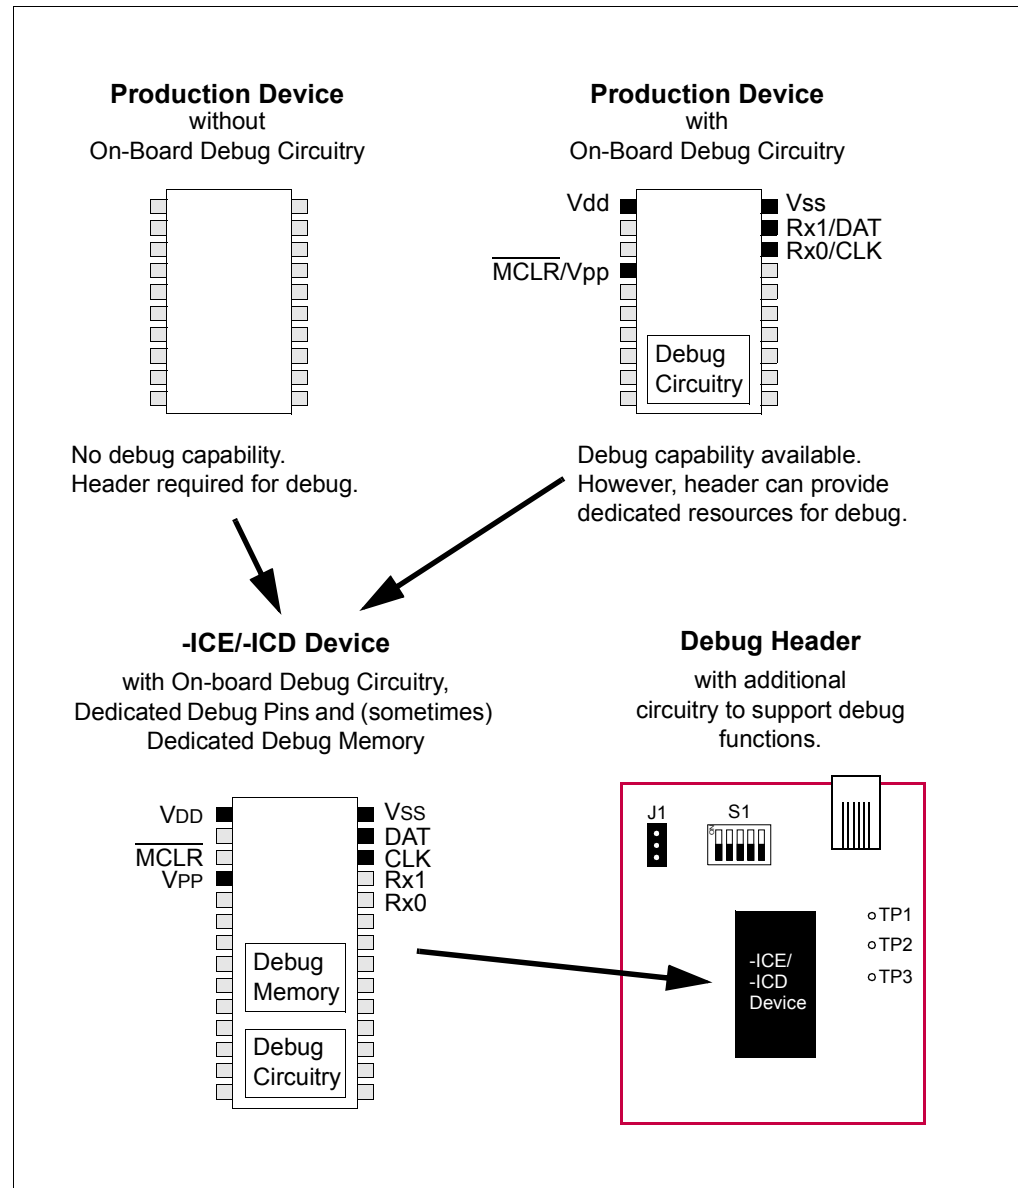 Production Device
without
On-Board Debug Circuitry
Production Device
with
On-Board Debug Circuitry
Vdd
MCLR/Vpp
Vss
Rx1/DAT
Rx0/CLK
Debug
Circuitry
No debug capability.
Header required for debug.
Debug capability available.
However, header can provide
dedicated resources for debug.
-ICE/-ICD Device
with On-board Debug Circuitry,
Dedicated Debug Pins and (sometimes)
Dedicated Debug Memory
VDD
MCLR
VPP
VSS
DAT
CLK
Rx1
Rx0
Debug
Memory
Debug
Circuitry
Debug Header
with additional
circuitry to support debug
functions.
J1
S1
TP1
TP2
TP3
-ICE/
-ICD
Device